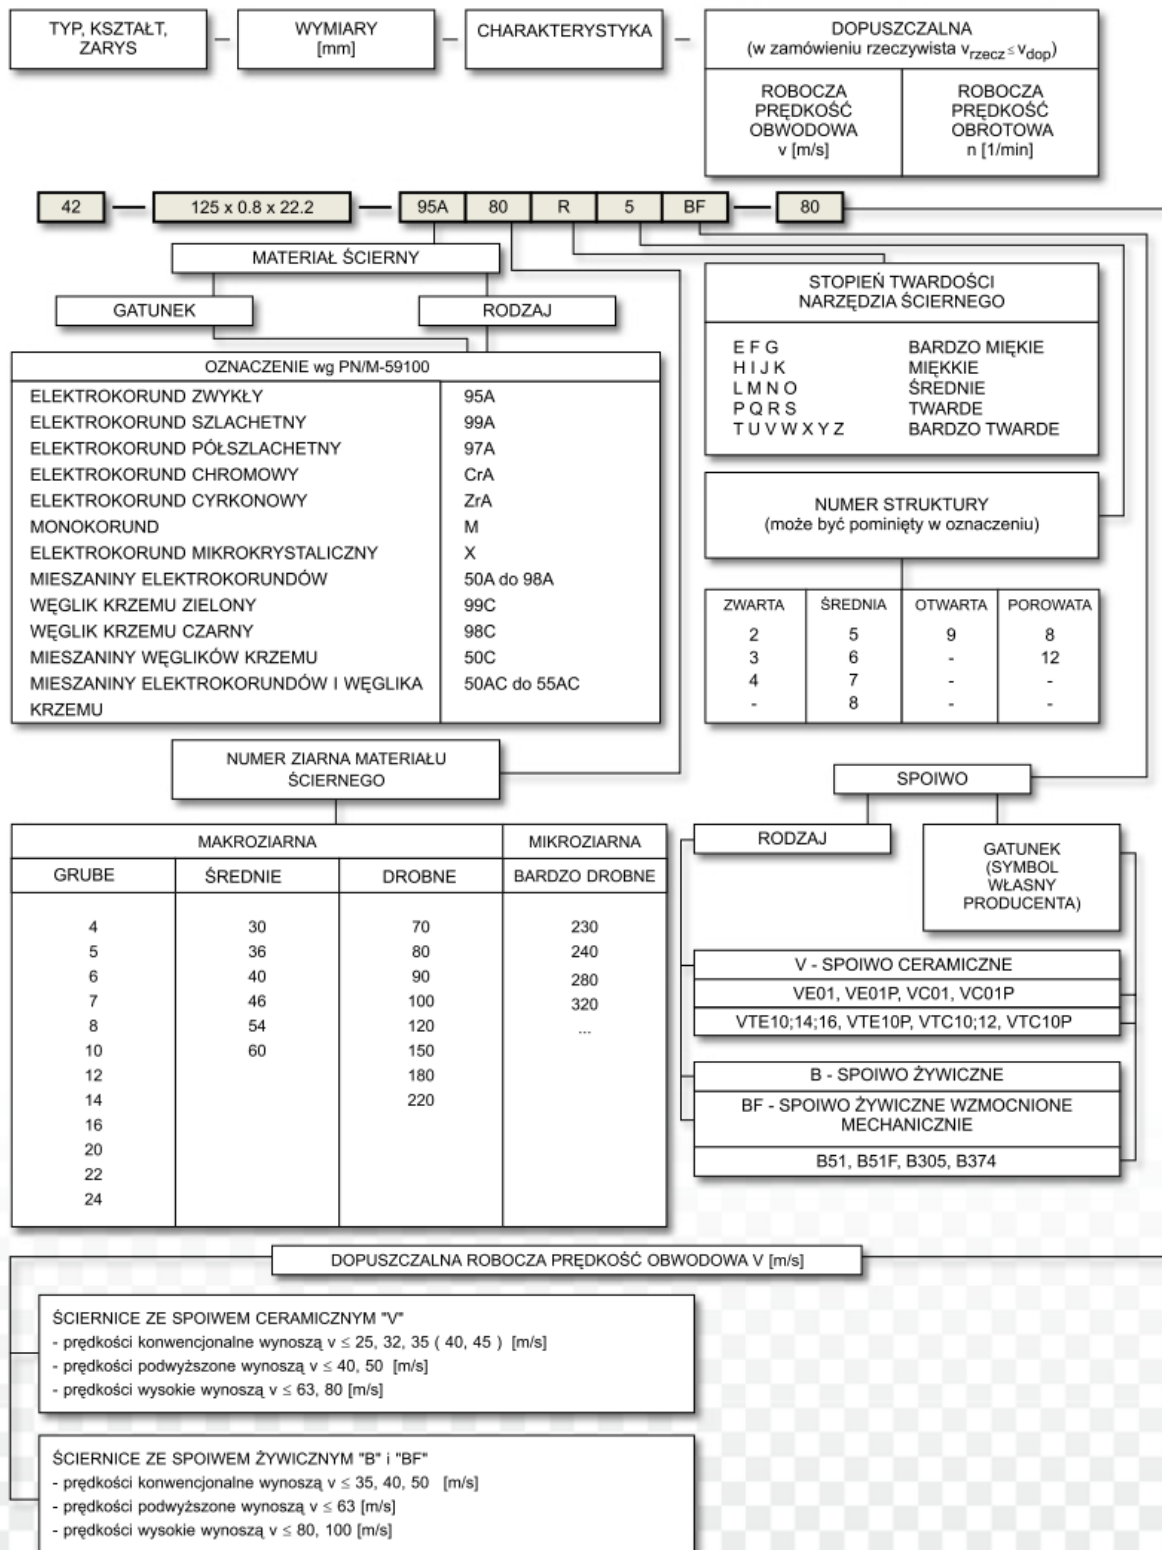 TYP, KSZTAŁT,
ZARYS
–
WYMIARY
[mm]
–
CHARAKTERYSTYKA
–
DOPUSZCZALNA
(w zamówieniu rzeczywista vrzecz ≤ vdop)
ROBOCZA
PRĘDKOŚĆ
OBWODOWA
v [m/s]
ROBOCZA
PRĘDKOŚĆ
OBROTOWA
n [1/min]
42 — 125 x 0.8 x 22.2 — 95A 80 R 5 BF — 80
MATERIAŁ ŚCIERNY
GATUNEK
RODZAJ
OZNACZENIE wg PN/M-59100
ELEKTROKORUND ZWYKŁY 95A
ELEKTROKORUND SZLACHETNY 99A
ELEKTROKORUND PÓŁSZLACHETNY 97A
ELEKTROKORUND CHROMOWY CrA
ELEKTROKORUND CYRKONOWY ZrA
MONOKORUND M
ELEKTROKORUND MIKROKRYSTALICZNY X
MIESZANINY ELEKTROKORUNDÓW 50A do 98A
WĘGLIK KRZEMU ZIELONY 99C
WĘGLIK KRZEMU CZARNY 98C
MIESZANINY WĘGLIKÓW KRZEMU 50C
MIESZANINY ELEKTROKORUNDÓW I WĘGLIKA 50AC do 55AC
KRZEMU
STOPIEŃ TWARDOŚCI
NARZĘDZIA ŚCIERNEGO
E F G BARDZO MIĘKIE
H I J K MIĘKKIE
L M N O ŚREDNIE
P Q R S TWARDE
T U V W X Y Z BARDZO TWARDE
NUMER STRUKTURY
(może być pominięty w oznaczeniu)
ZWARTA ŚREDNIA OTWARTA POROWATA
2 5 9 8
3 6 - 12
4 7 - -
- 8 - -
NUMER ZIARNA MATERIAŁU
ŚCIERNEGO
MAKROZIARNA MIKROZIARNA
GRUBE ŚREDNIE DROBNE BARDZO DROBNE
4 30 70 230
5 36 80 240
6 40 90 280
7 46 100 320
8 54 120 ...
10 60 150
12 180
14 220
16
20
22
24
SPOIWO
RODZAJ
GATUNEK
(SYMBOL
WŁASNY
PRODUCENTA)
V - SPOIWO CERAMICZNE
VE01, VE01P, VC01, VC01P
VTE10;14;16, VTE10P, VTC10;12, VTC10P
B - SPOIWO ŻYWICZNE
BF - SPOIWO ŻYWICZNE WZMOCNIONE
MECHANICZNIE
B51, B51F, B305, B374
DOPUSZCZALNA ROBOCZA PRĘDKOŚĆ OBWODOWA V [m/s]
ŚCIERNICE ZE SPOIWEM CERAMICZNYM "V"
- prędkości konwencjonalne wynoszą v ≤ 25, 32, 35 ( 40, 45 ) [m/s]
- prędkości podwyższone wynoszą v ≤ 40, 50 [m/s]
- prędkości wysokie wynoszą v ≤ 63, 80 [m/s]
ŚCIERNICE ZE SPOIWEM ŻYWICZNYM "B" i "BF"
- prędkości konwencjonalne wynoszą v ≤ 35, 40, 50 [m/s]
- prędkości podwyższone wynoszą v ≤ 63 [m/s]
- prędkości wysokie wynoszą v ≤ 80, 100 [m/s]